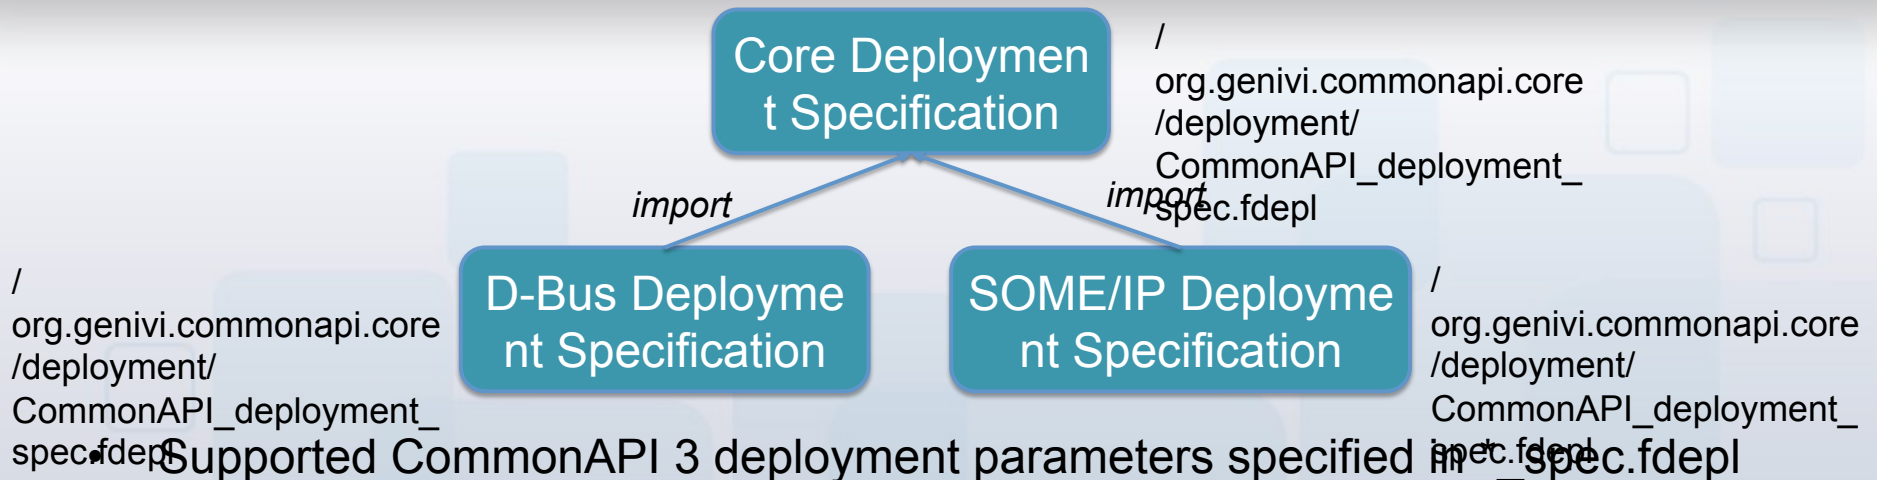 Core Deploymen
t Specification
/
org.genivi.commonapi.core
/deployment/
CommonAPI_deployment_
spec.fdepl
import
import
D-Bus Deployme
nt Specification
SOME/IP Deployme
nt Specification
/
org.genivi.commonapi.core
/deployment/
CommonAPI_deployment_
spec.fdepl
/
org.genivi.commonapi.core
/deployment/
CommonAPI_deployment_
spec.fdepl
• Supported CommonAPI 3 deployment parameters specified in *_spec.fdepl